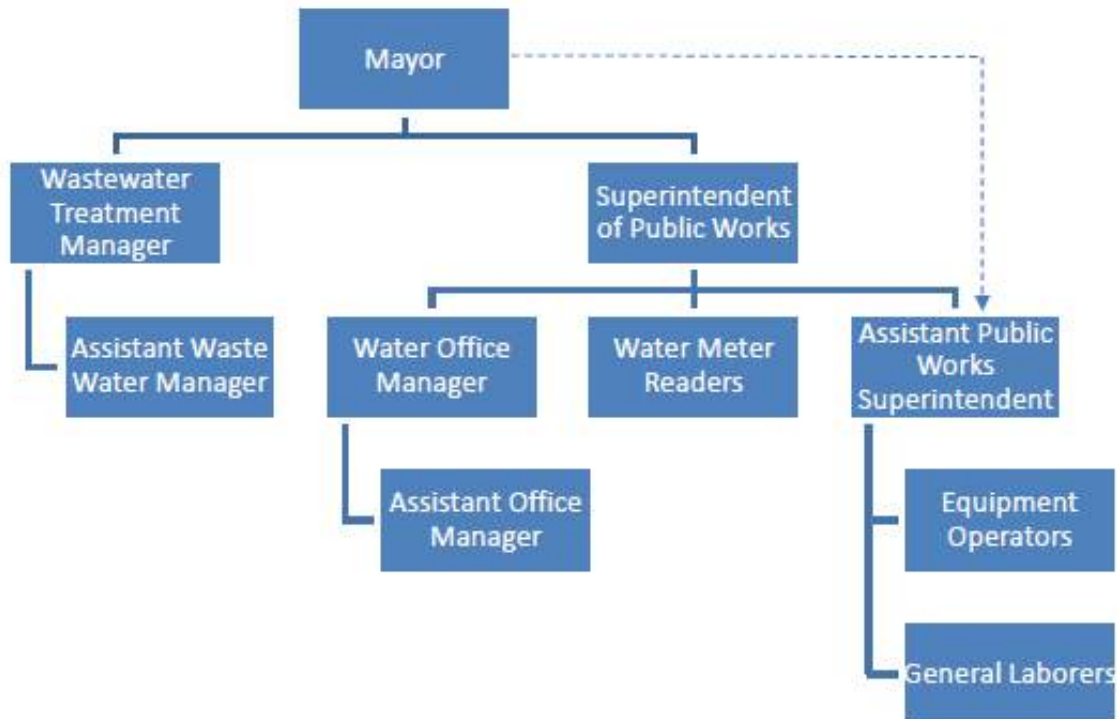 Mayor
Wastewater
Treatment
Manager
Superintendent
of Public Works
Assistant Waste
Water Manager
Water Office
Manager
Water Meter
Readers
Assistant Public
Works
Superintendent
Assistant Office
Manager
Equipment
Operators
General Laborers